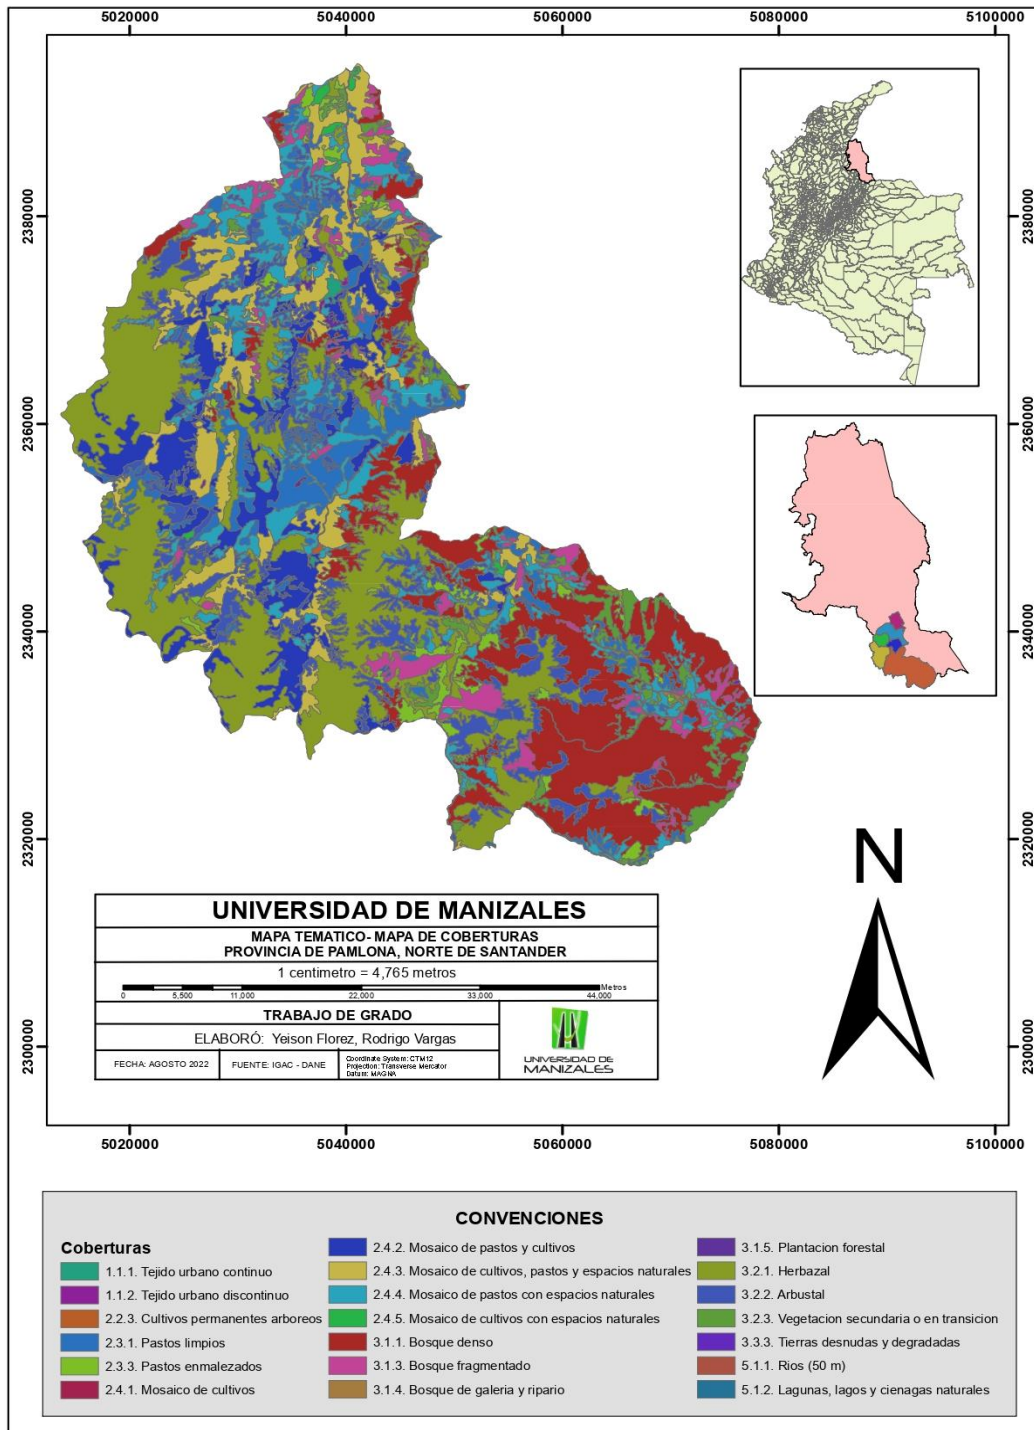 5020000 5040000 5060000 5080000 5100000
2380000 2380000
2360000 2360000
2340000 2340000
2320000 2320000
N
UNIVERSIDAD DE MANIZALES
MAPA TEMATICO- MAPA DE COBERTURAS
PROVINCIA DE PAMLONA, NORTE DE SANTANDER
1 centimetro = 4,765 metros
Metros
0 5,500 11,000 22,000 33,000 44,000
TRABAJO DE GRADO
ELABORÓ: Yeison Florez, Rodrigo Vargas
FECHA: AGOSTO 2022
FUENTE: IGAC - DANE
Coordinate System: CTM12
Projection: Transverse Mercator
Datum: MAGNA
UNIVERSIDAD DE
MANIZALES
2300000 2300000
5020000 5040000 5060000 5080000 5100000
CONVENCIONES
Coberturas
1.1.1. Tejido urbano continuo
1.1.2. Tejido urbano discontinuo
2.2.3. Cultivos permanentes arboreos
2.3.1. Pastos limpios
2.3.3. Pastos enmalezados
2.4.1. Mosaico de cultivos
2.4.2. Mosaico de pastos y cultivos
2.4.3. Mosaico de cultivos, pastos y espacios naturales
2.4.4. Mosaico de pastos con espacios naturales
2.4.5. Mosaico de cultivos con espacios naturales
3.1.1. Bosque denso
3.1.3. Bosque fragmentado
3.1.4. Bosque de galeria y ripario
3.1.5. Plantacion forestal
3.2.1. Herbazal
3.2.2. Arbustal
3.2.3. Vegetacion secundaria o en transicion
3.3.3. Tierras desnudas y degradadas
5.1.1. Rios (50 m)
5.1.2. Lagunas, lagos y cienagas naturales